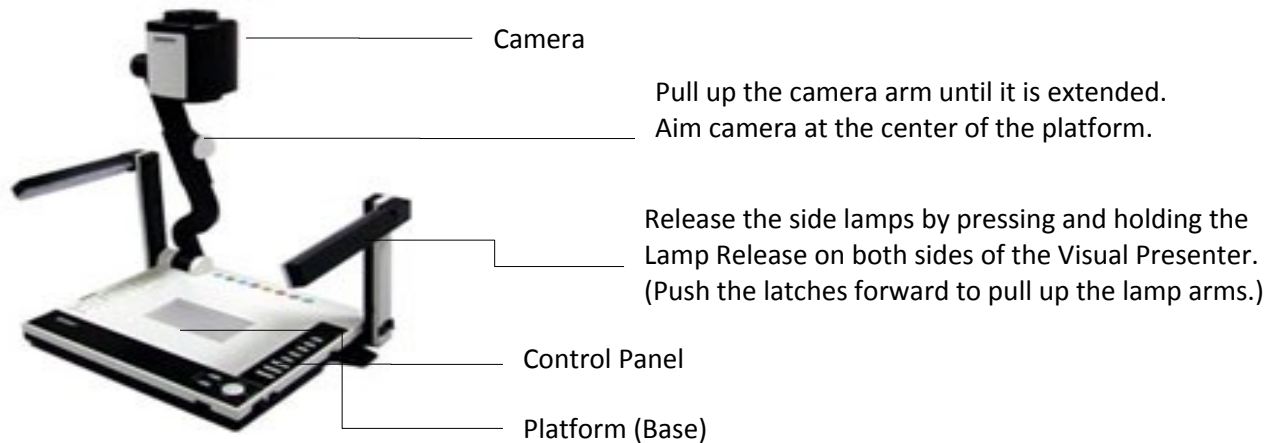 Camera
Pull up the camera arm until it is extended.
Aim camera at the center of the platform.
Release the side lamps by pressing and holding the
Lamp Release on both sides of the Visual Presenter.
(Push the latches forward to pull up the lamp arms.)
Control Panel
Platform (Base)